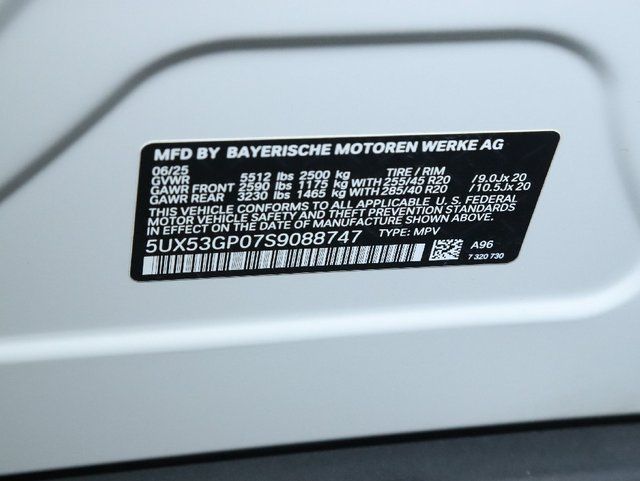 MFD BY BAYERISCHE MOTOREN WERKE AG
06/25 TIRE / RIM
GVWR 5512 lbs 2500 kg
GAWR FRONT 2590 lbs 1175 kg WITH 255/45 R20 /9.0Jx 20
GAWR REAR 3230 lbs 1465 kg WITH 285/40 R20 /10.5Jx 20
THIS VEHICLE CONFORMS TO ALL APPLICABLE U. S. FEDERAL
MOTOR VEHICLE SAFETY, BUMPER, AND THEFT PREVENTION
STANDARDS IN EFFECT ON THE DATE OF MANUFACTURE SHOWN ABOVE.
5UX53GP07S9088747 TYPE: MPV
A96
7 320 730